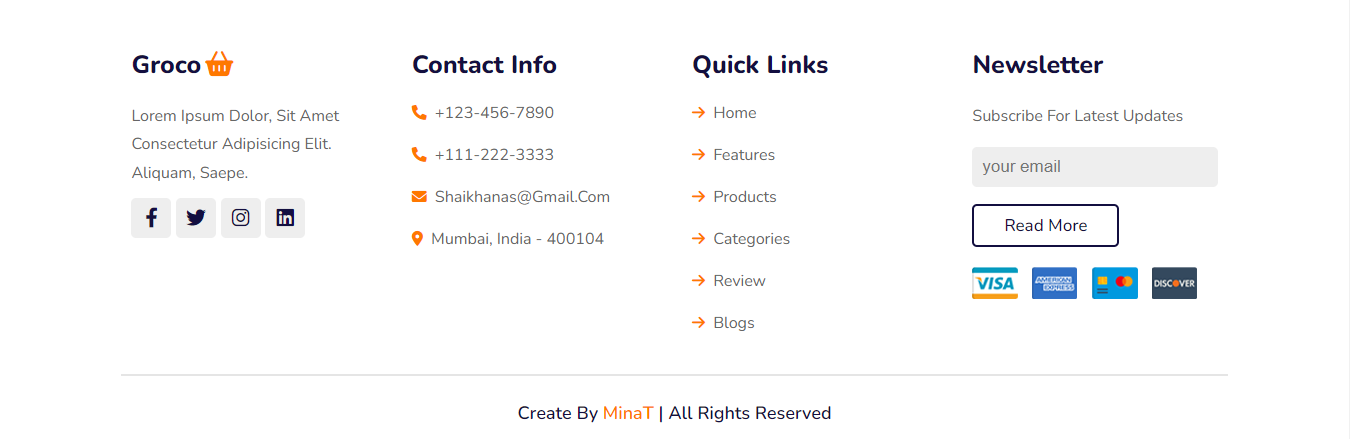 Groco
Lorem Ipsum Dolor, Sit Amet
Consectetur Adipisicing Elit.
Aliquam, Saepe.
Contact Info
+123-456-7890
+111-222-3333
Shaikhanas@Gmail.Com
Mumbai, India - 400104
Quick Links
Home
Features
Products
Categories
Review
Blogs
Newsletter
Subscribe For Latest Updates
your email
Read More
VISA
AMERICAN
EXPRESS
DISCOVER
Create By MinaT | All Rights Reserved